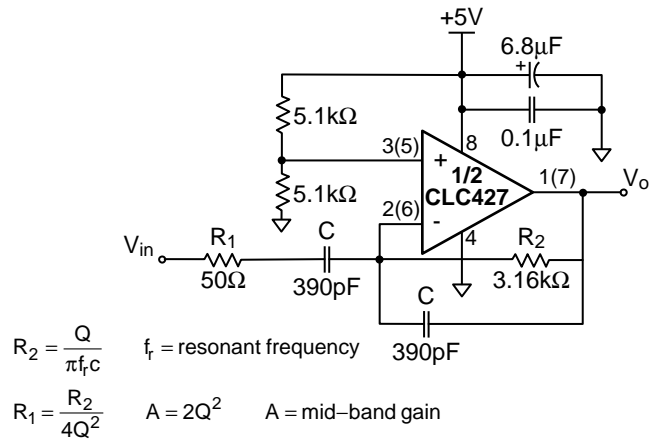 +5V
6.8µF
+
5.1kΩ
0.1µF
3(5)
8
+
1/2
CLC427
1(7)
Vo
5.1kΩ
2(6)
-
4
Vin
R1
C
R2
50Ω
390pF
3.16kΩ
C
390pF
R2 = Q / πfrc
fr = resonant frequency
R1 = R2 / 4Q²
A = 2Q²
A = mid–band gain